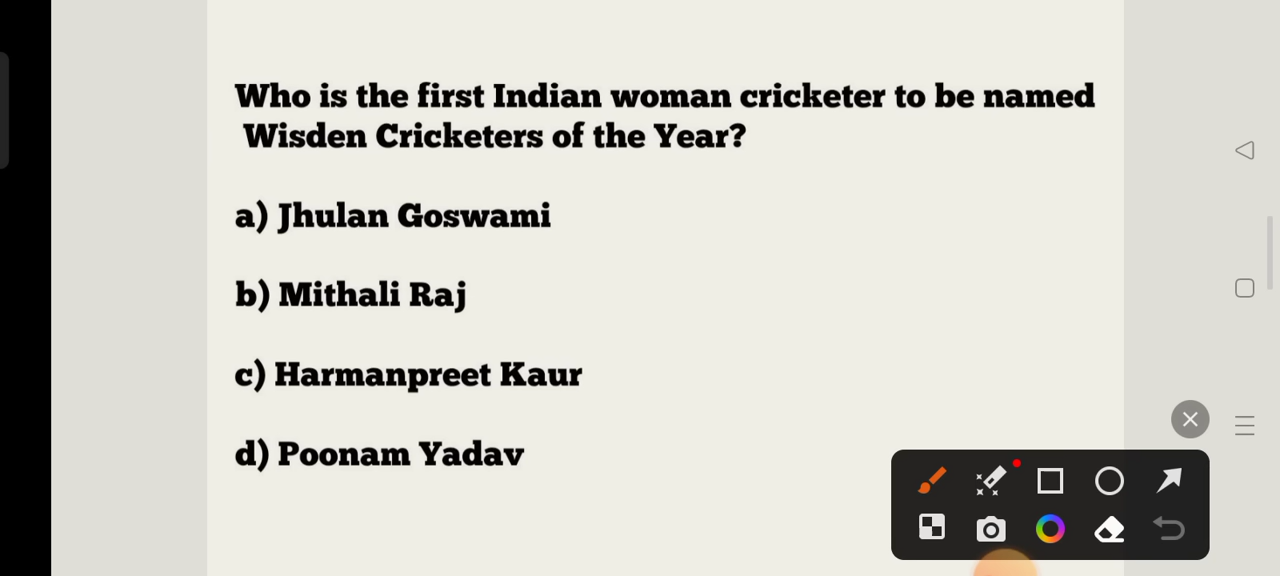 Who is the first Indian woman cricketer to be named
Wisden Cricketers of the Year?
a) Jhulan Goswami
b) Mithali Raj
c) Harmanpreet Kaur
d) Poonam Yadav